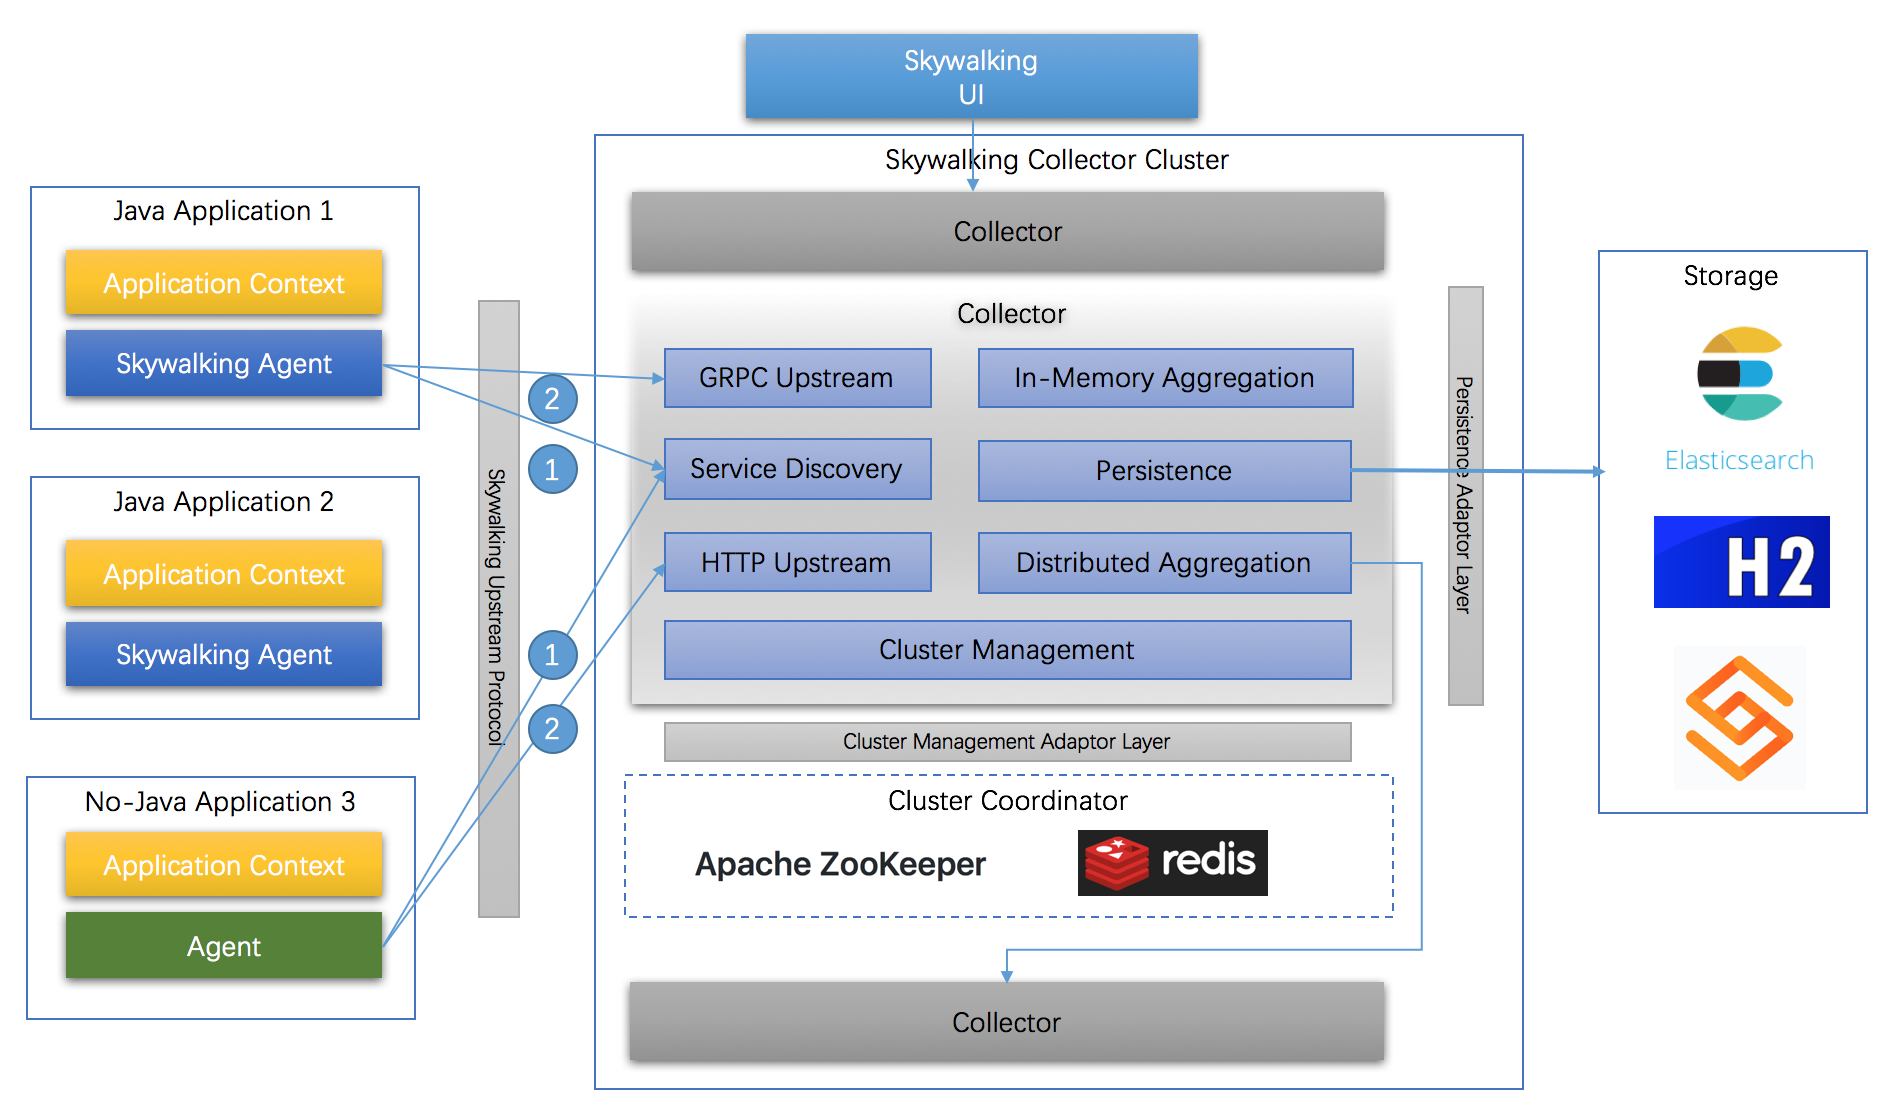 Skywalking
UI
Skywalking Collector Cluster
Collector
Java Application 1
Application Context
Skywalking Agent
Java Application 2
Application Context
Skywalking Agent
No-Java Application 3
Application Context
Agent
Skywalking Upstream Protocol
2
1
1
2
Collector
GRPC Upstream
In-Memory Aggregation
Service Discovery
Persistence
HTTP Upstream
Distributed Aggregation
Cluster Management
Cluster Management Adaptor Layer
Cluster Coordinator
Apache ZooKeeper
redis
Collector
Persistence Adaptor Layer
Storage
Elasticsearch
H2